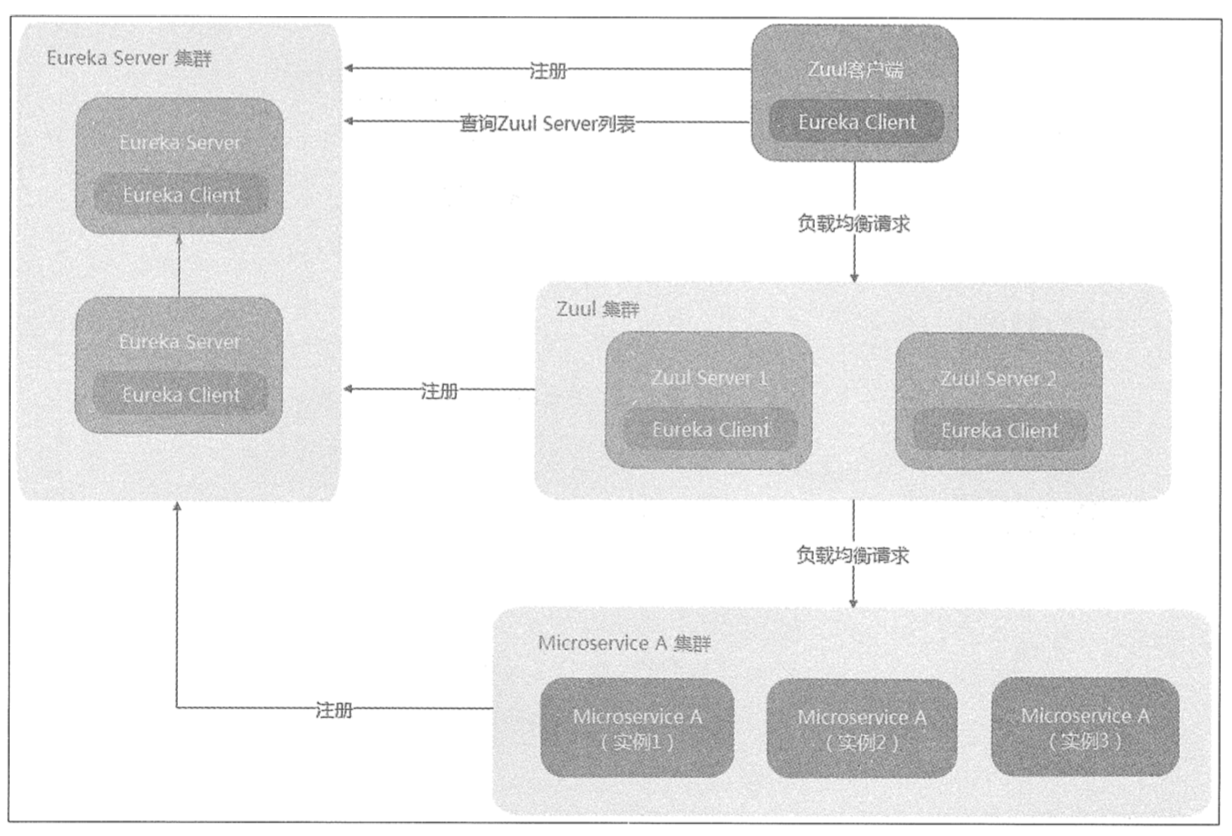 Eureka Server 集群
Eureka Server
Eureka Client
Eureka Server
Eureka Client
注册
查询Zuul Server列表
Zuul客户端
Eureka Client
负载均衡请求
Zuul 集群
Zuul Server 1
Eureka Client
Zuul Server 2
Eureka Client
注册
负载均衡请求
Microservice A 集群
Microservice A
（实例1）
Microservice A
（实例2）
Microservice A
（实例3）
注册